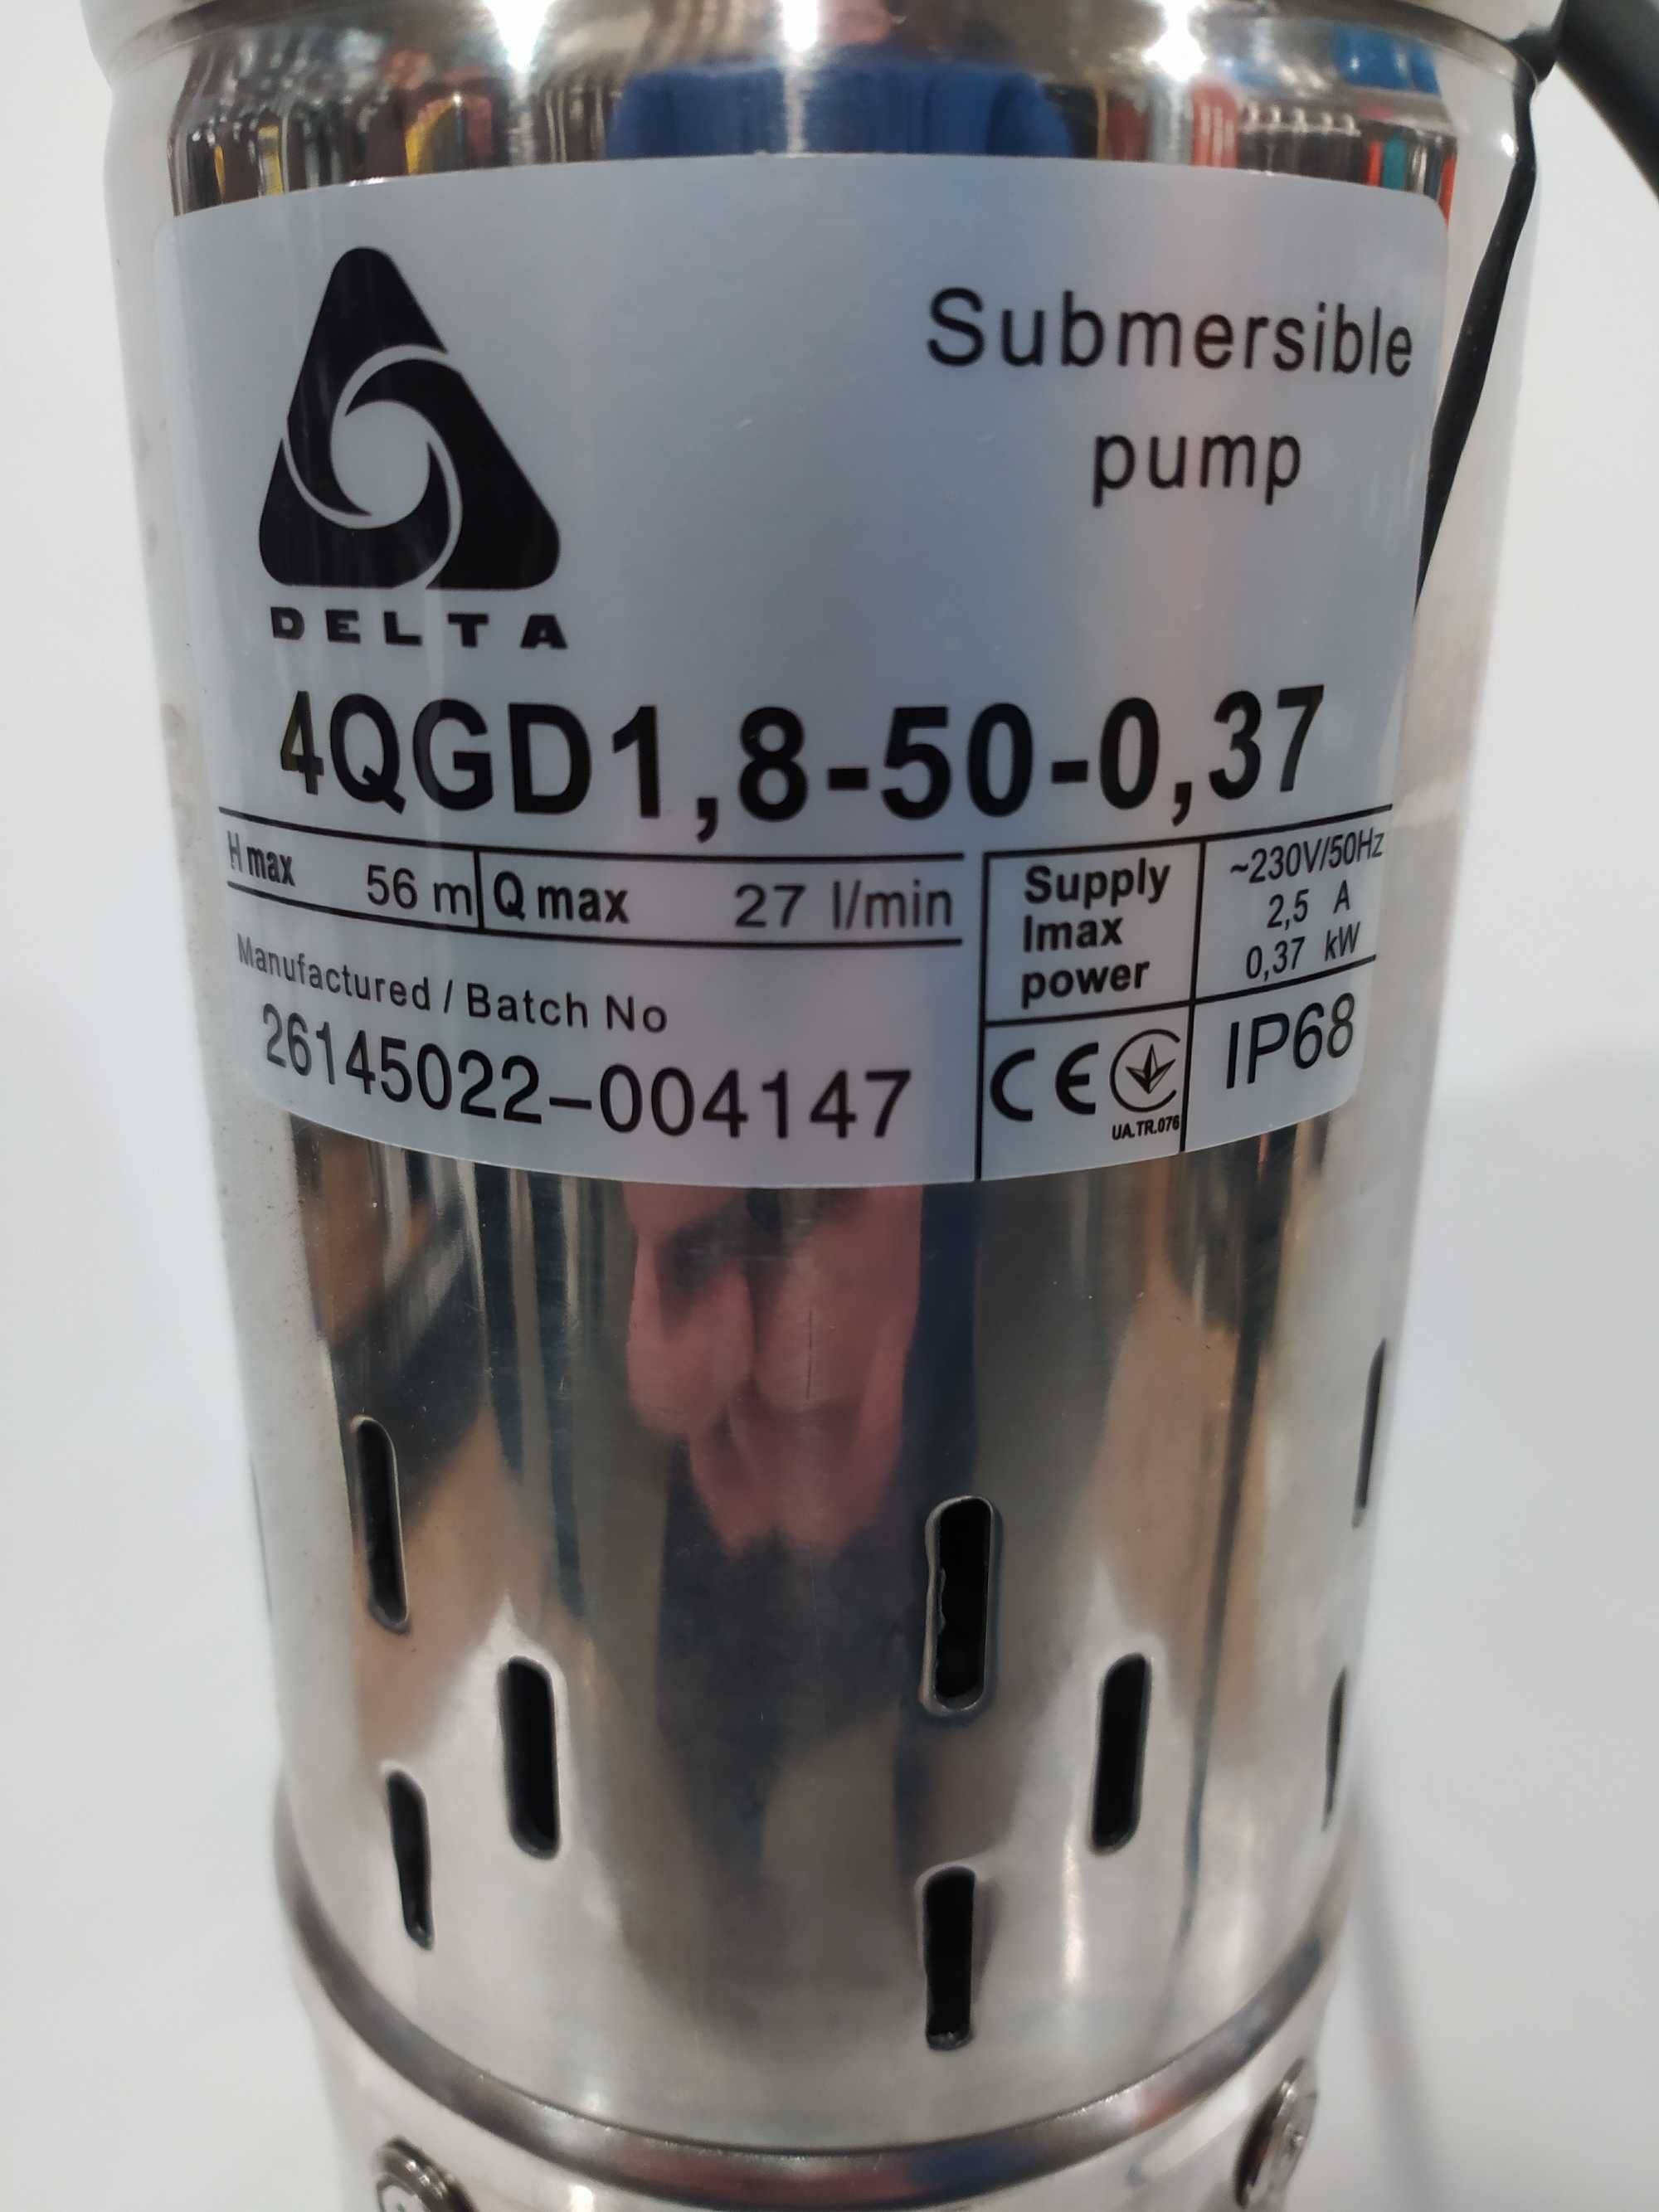 Submersible
pump
DELTA
4QGD1,8-50-0,37
H max 56 m Q max 27 l/min
Supply ~230V/50Hz
Imax 2,5 A
power 0,37 kW
Manufactured / Batch No
26145022-004147
CE
UA.TR.076
IP68